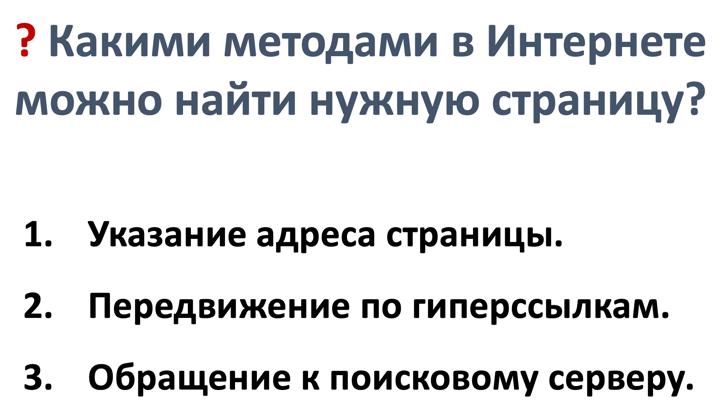 ? Какими методами в Интернете
можно найти нужную страницу?
1. Указание адреса страницы.
2. Передвижение по гиперссылкам.
3. Обращение к поисковому серверу.